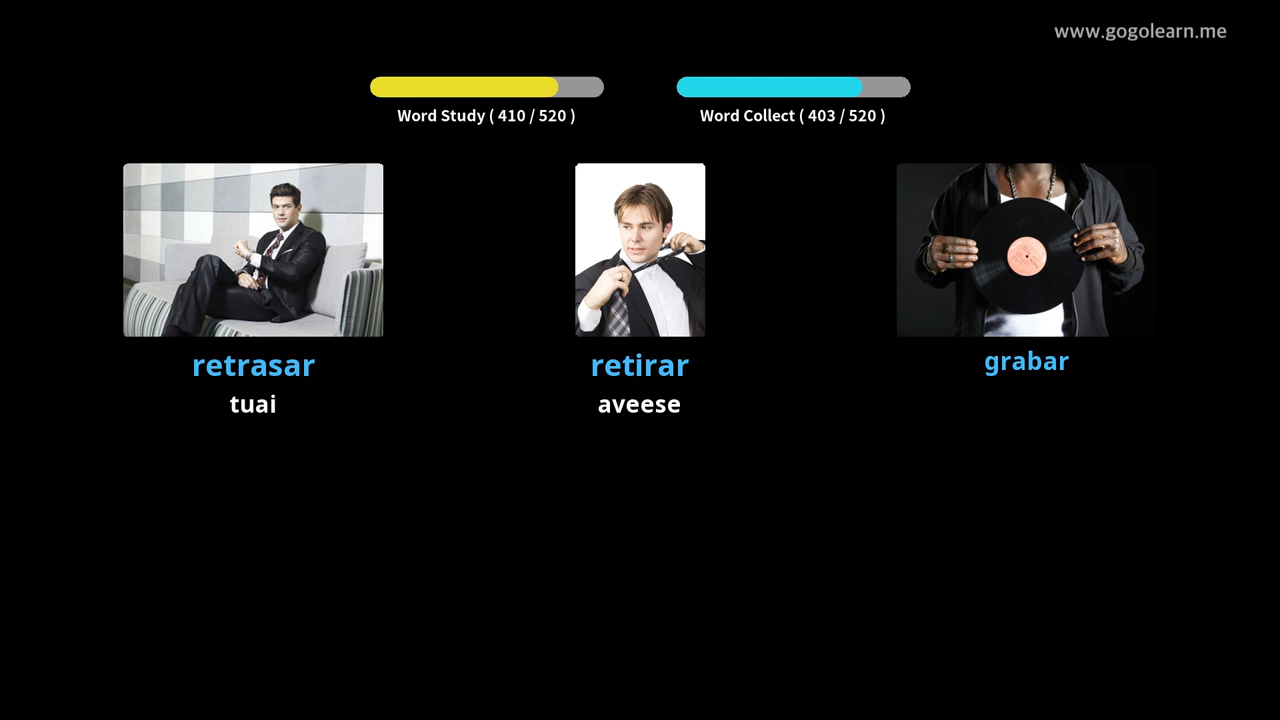 www.gogolearn.me
Word Study ( 410 / 520 )
Word Collect ( 403 / 520 )
retrasar
tuai
retirar
aveese
grabar